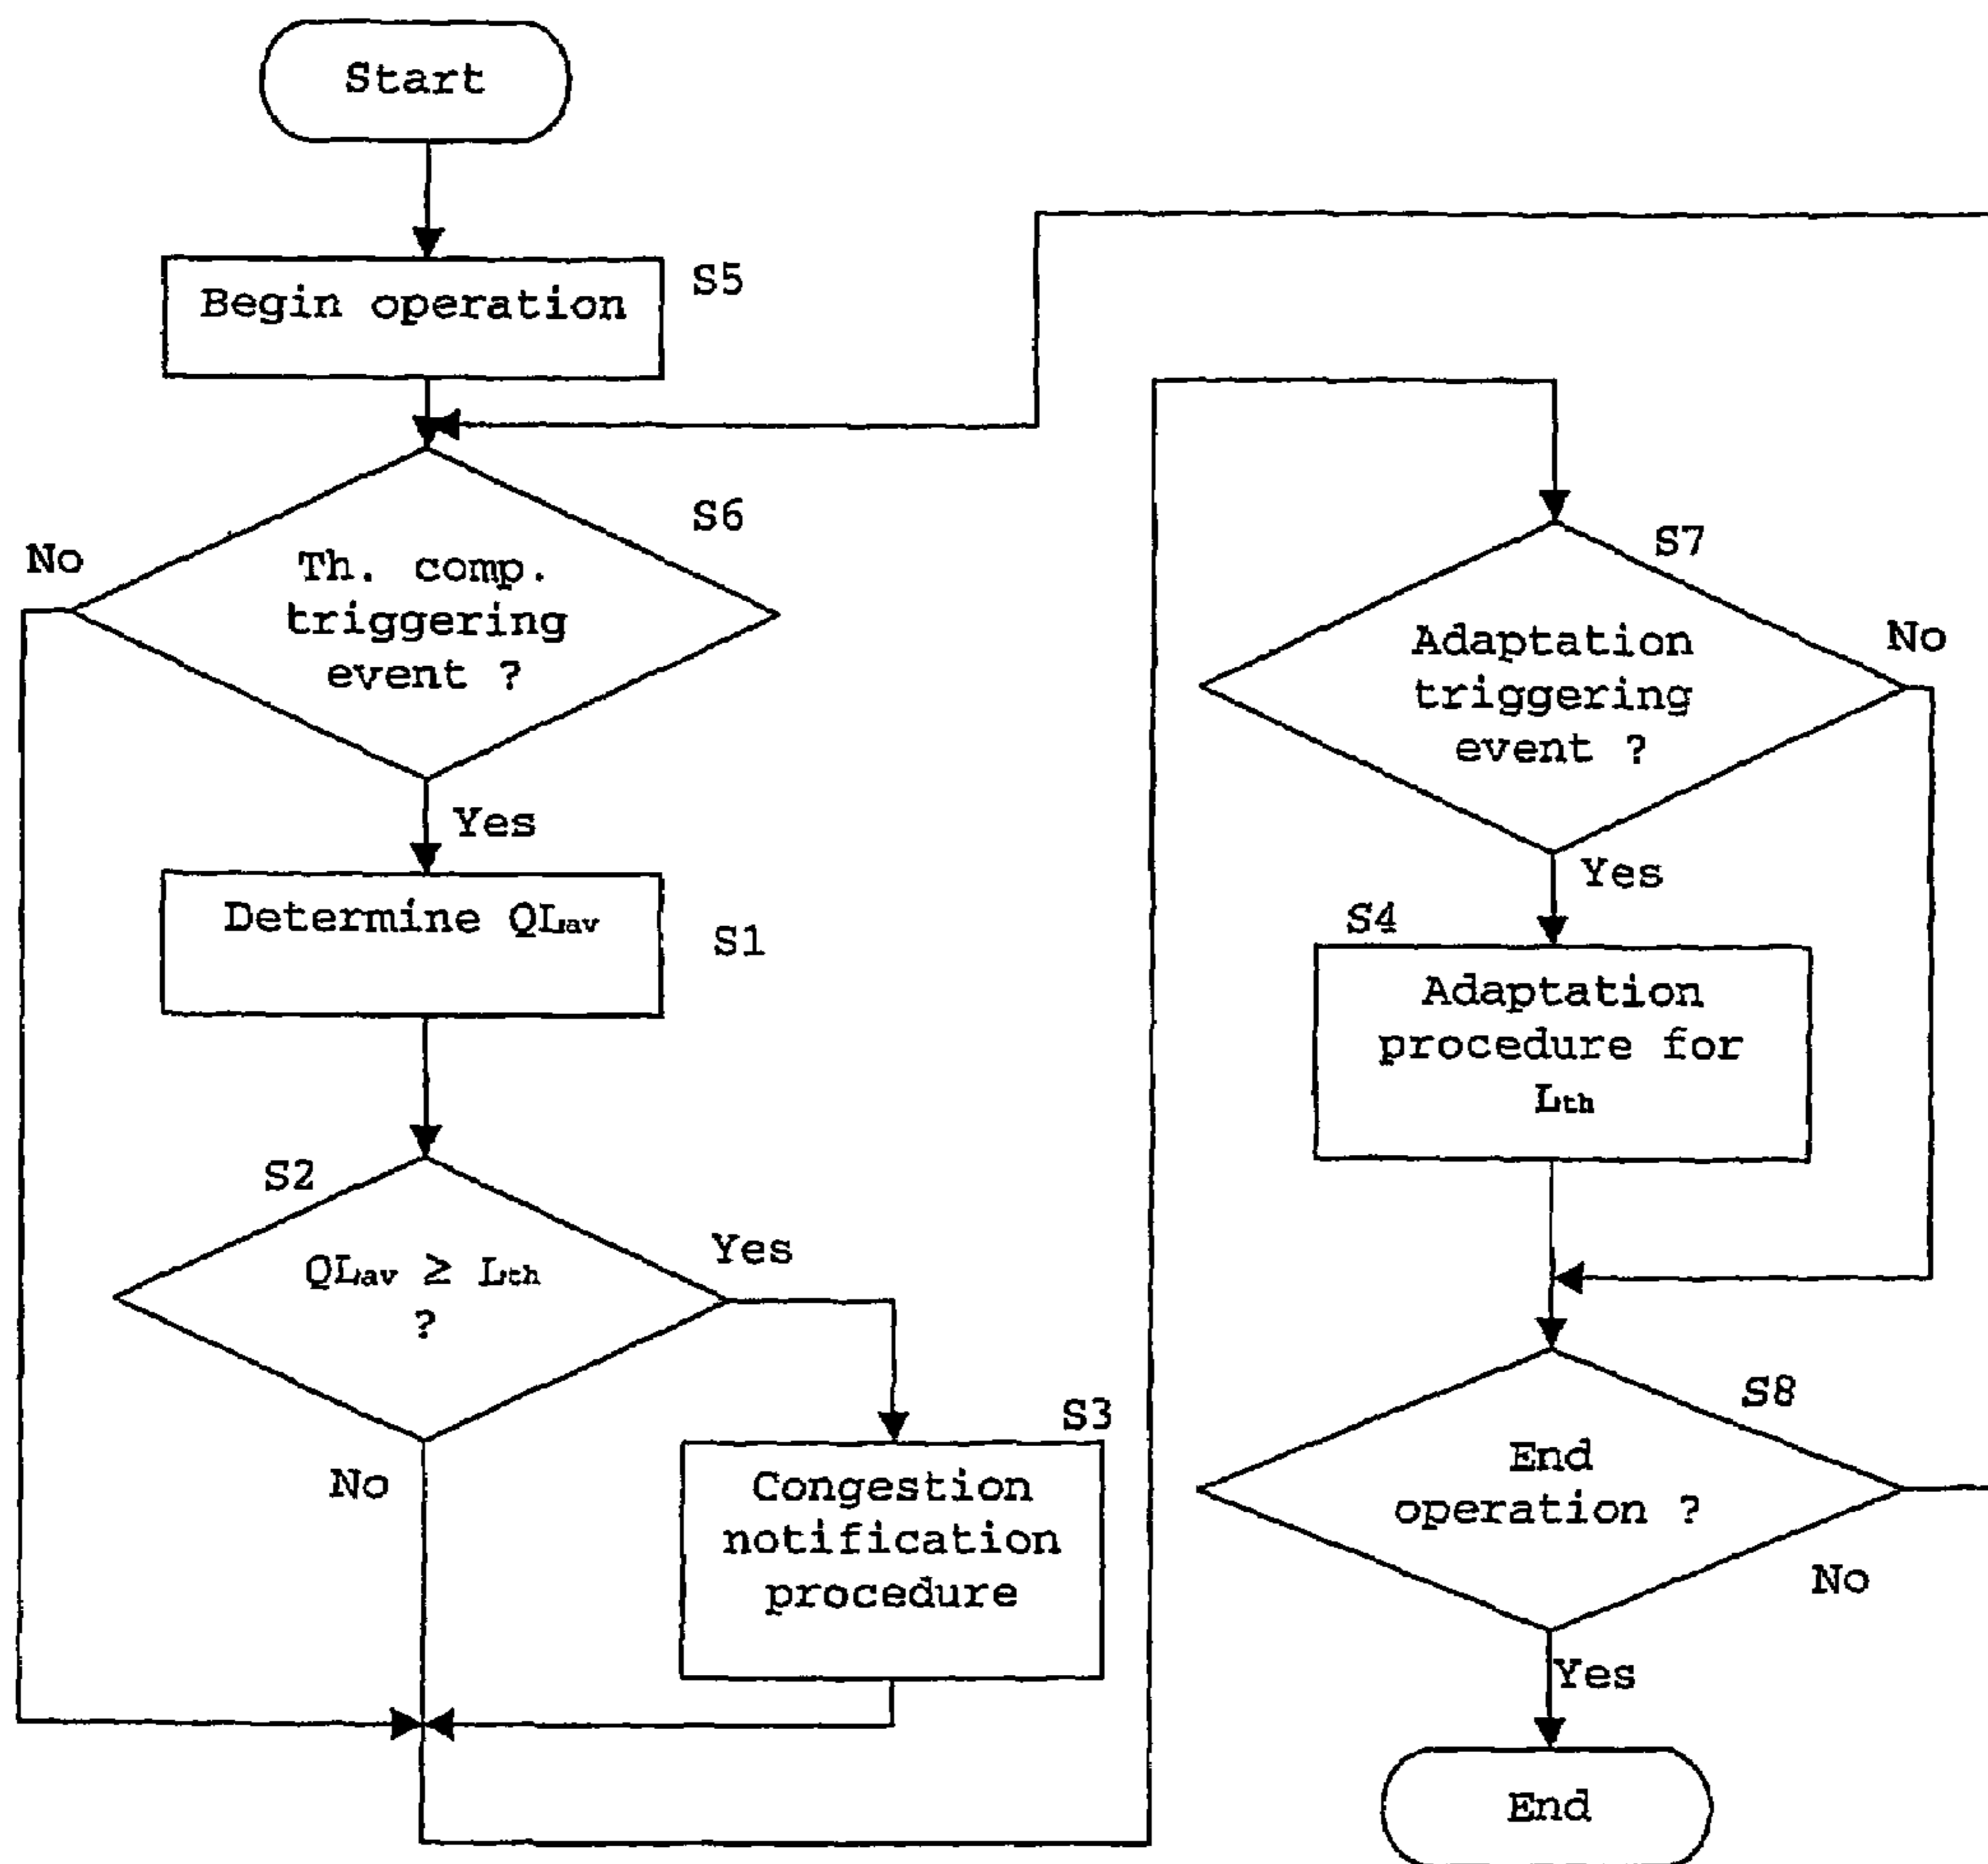 Start
Begin operation
S5
S6
No
Th. comp.
triggering
event ?
Yes
Determine QLav
S1
S2
QLav ≥ Lth
?
Yes
No
S3
Congestion
notification
procedure
S7
Adaptation
triggering
event ?
No
Yes
S4
Adaptation
procedure for
Lth
S8
End
operation ?
No
Yes
End